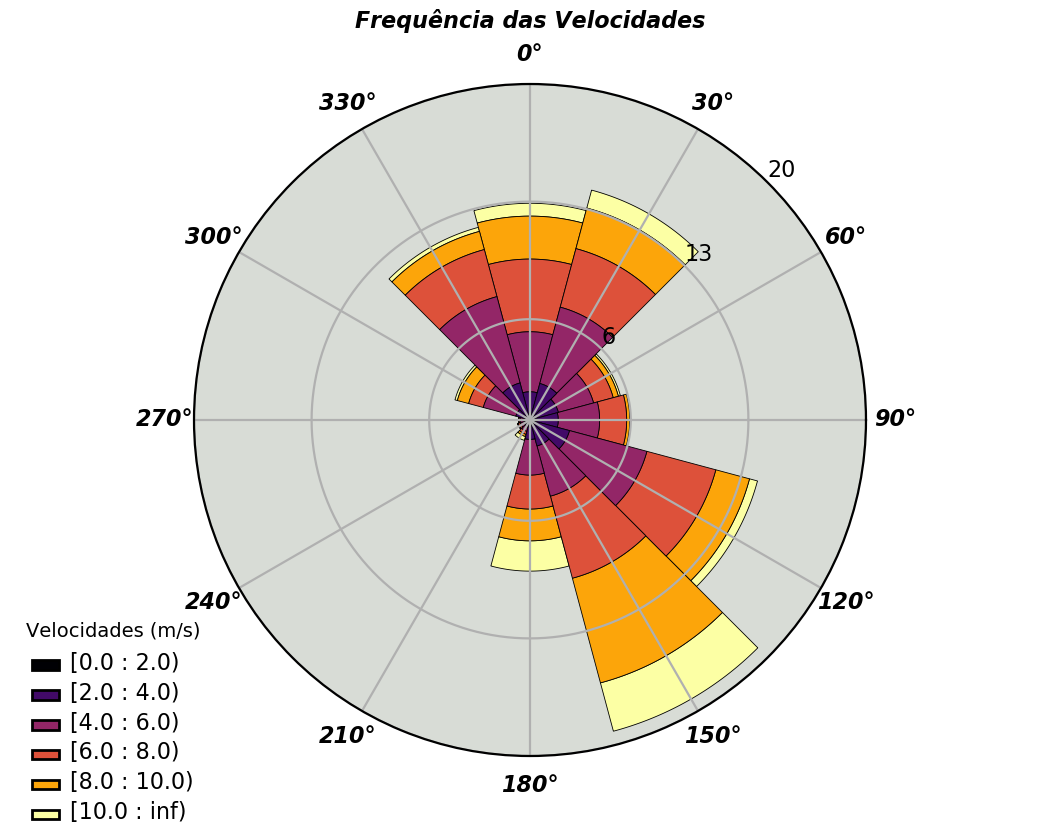 Frequência das Velocidades
0°
330°
30°
20
300°
60°
13
6
270°
90°
240°
120°
210°
150°
180°
Velocidades (m/s)
[0.0 : 2.0)
[2.0 : 4.0)
[4.0 : 6.0)
[6.0 : 8.0)
[8.0 : 10.0)
[10.0 : inf)